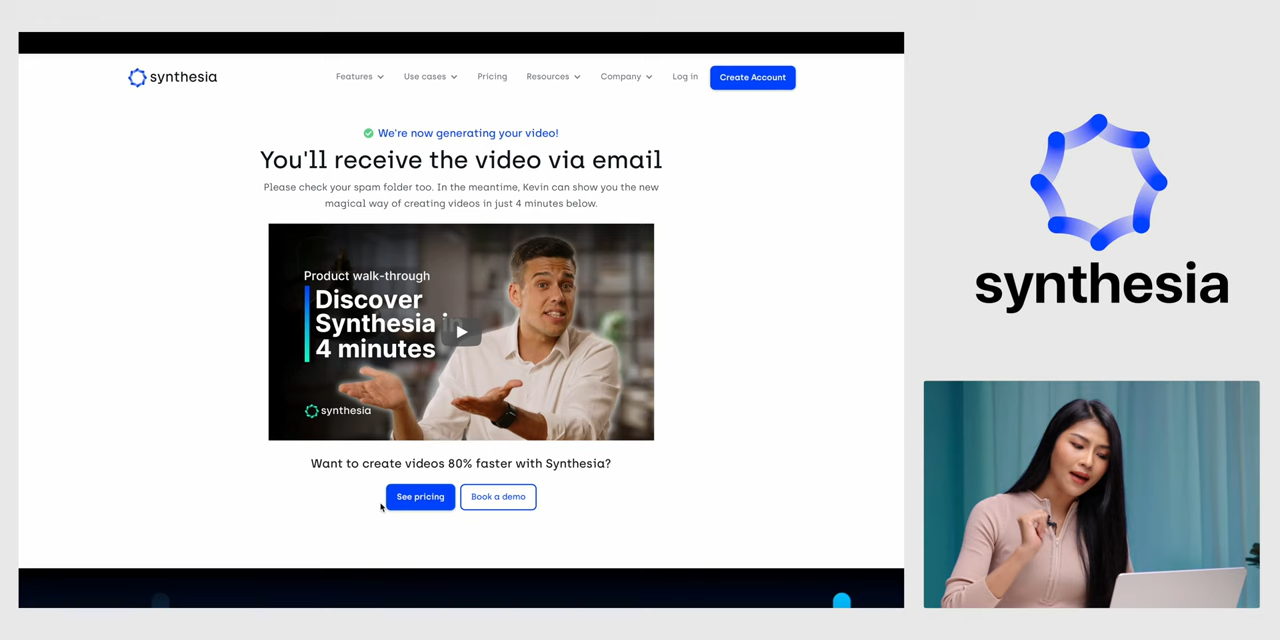 synthesia
Features
Use cases
Pricing
Resources
Company
Log in
Create Account
We're now generating your video!
You'll receive the video via email
Please check your spam folder too. In the meantime, Kevin can show you the new
magical way of creating videos in just 4 minutes below.
Product walk-through
Discover
Synthesia in
4 minutes
synthesia
Want to create videos 80% faster with Synthesia?
See pricing
Book a demo
synthesia